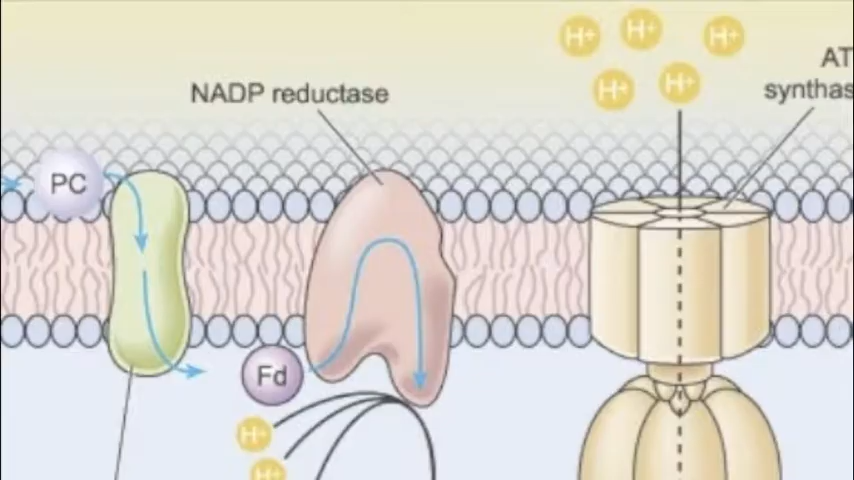 H+
H+
H+
H+
H+
AT
synthas
NADP reductase
PC
Fd
H+
H+